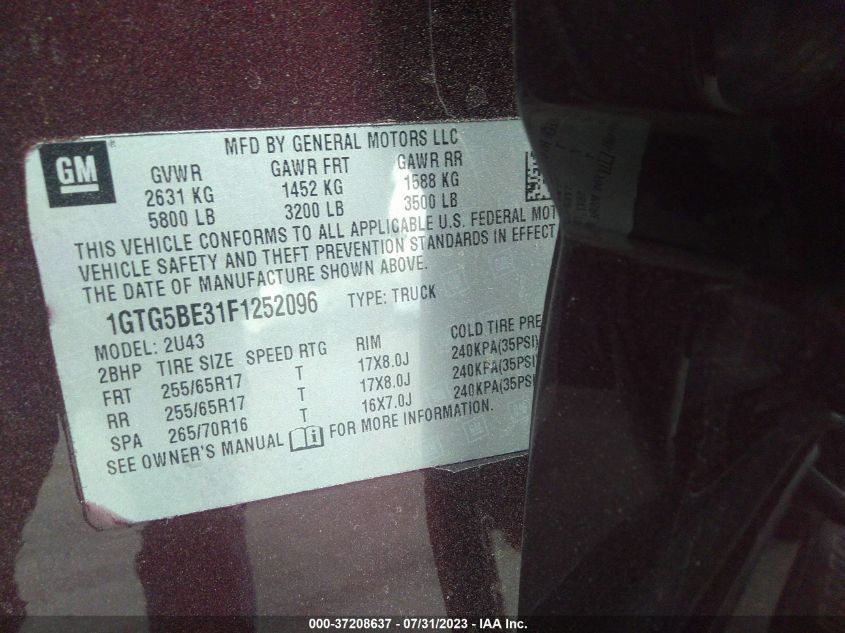 GM
MFD BY GENERAL MOTORS LLC
GVWR GAWR FRT GAWR RR
2631 KG 1452 KG 1588 KG
5800 LB 3200 LB 3500 LB
THIS VEHICLE CONFORMS TO ALL APPLICABLE U.S. FEDERAL MOT
VEHICLE SAFETY AND THEFT PREVENTION STANDARDS IN EFFECT
THE DATE OF MANUFACTURE SHOWN ABOVE.
1GTG5BE31F1252096 TYPE: TRUCK
MODEL: 2U43
2BHP TIRE SIZE SPEED RTG RIM COLD TIRE PRE
FRT 255/65R17 T 17X8.0J 240KPA(35PSI)
RR 255/65R17 T 17X8.0J 240KPA(35PSI)
SPA 265/70R16 T 16X7.0J 240KPA(35PSI
SEE OWNER'S MANUAL FOR MORE INFORMATION.
000-37208637 - 07/31/2023 - IAA Inc.